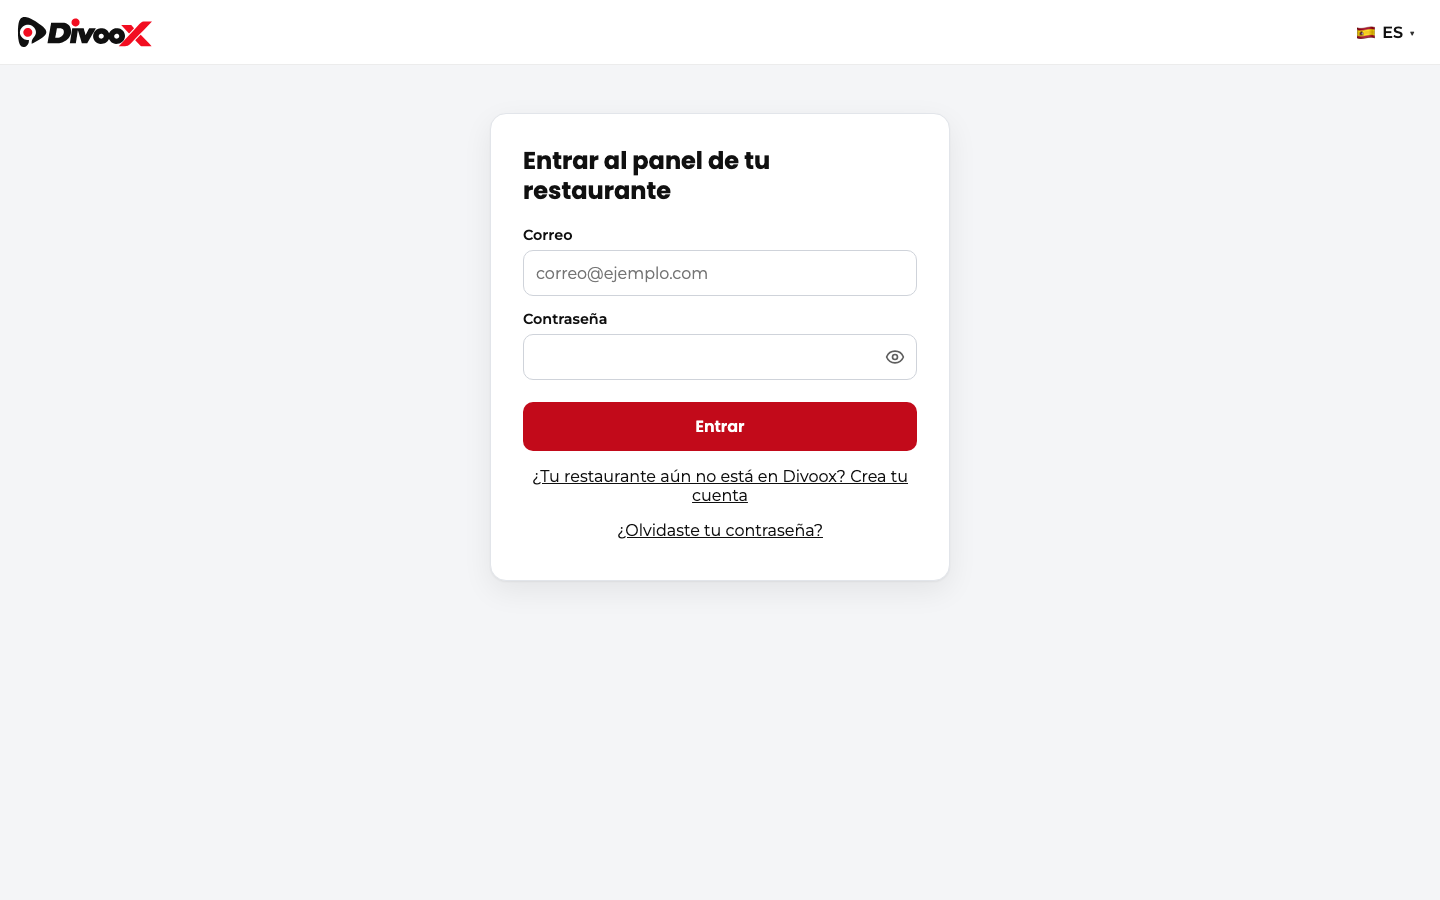 DivooX
ES
Entrar al panel de tu
restaurante
Correo
correo@ejemplo.com
Contraseña
Entrar
¿Tu restaurante aún no está en Divoox? Crea tu
cuenta
¿Olvidaste tu contraseña?